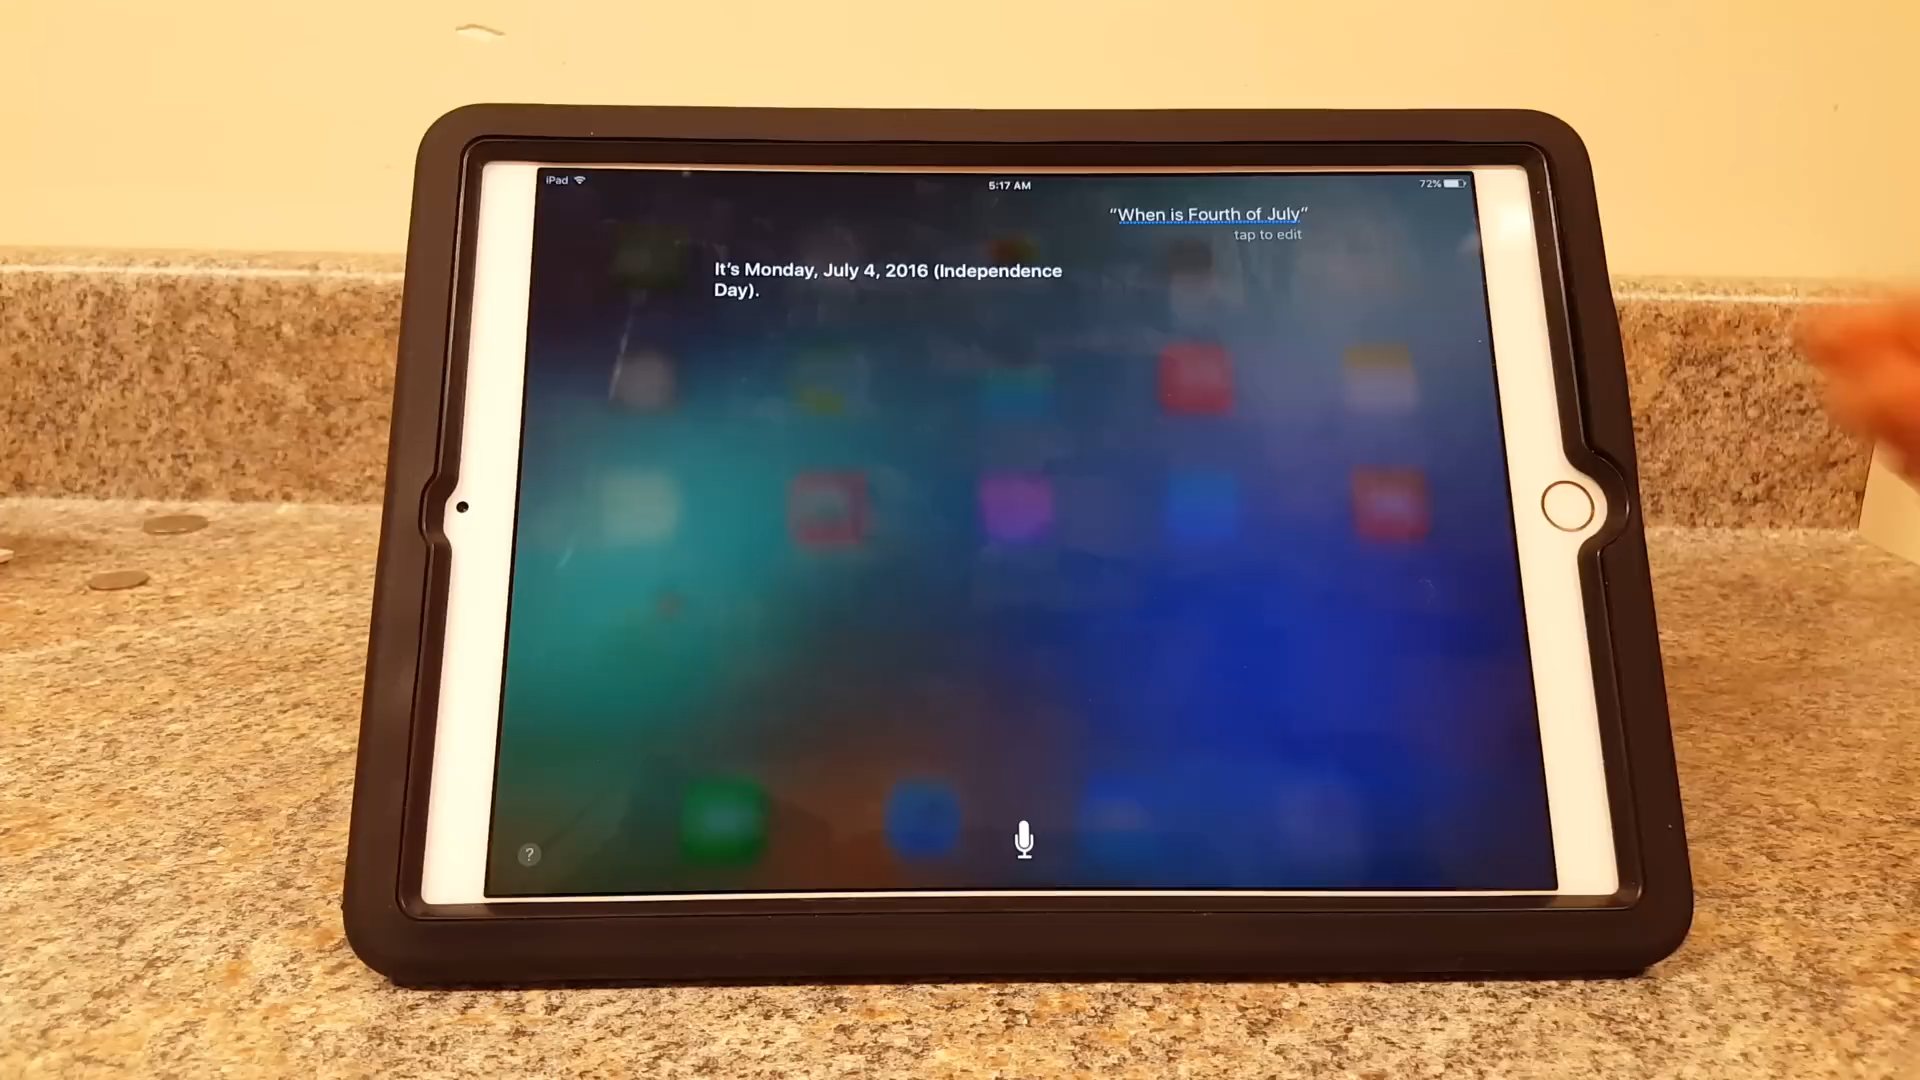 iPad
5:17 AM
72%
“When is Fourth of July“
tap to edit
It's Monday, July 4, 2016 (Independence
Day).
?